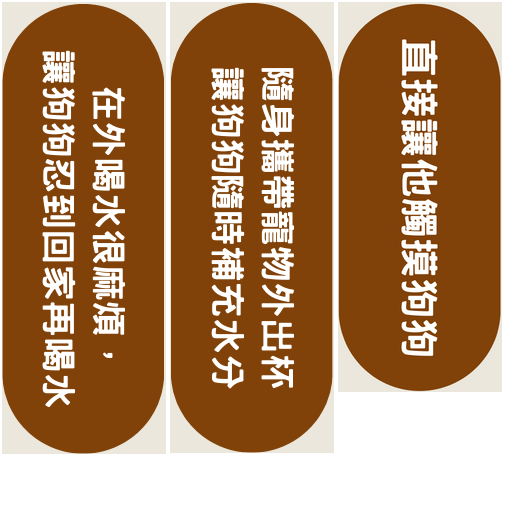 在外喝水很麻煩，
讓狗狗忍到回家再喝水
隨身攜帶寵物外出杯
讓狗狗隨時補充水分
直接讓他觸摸狗狗